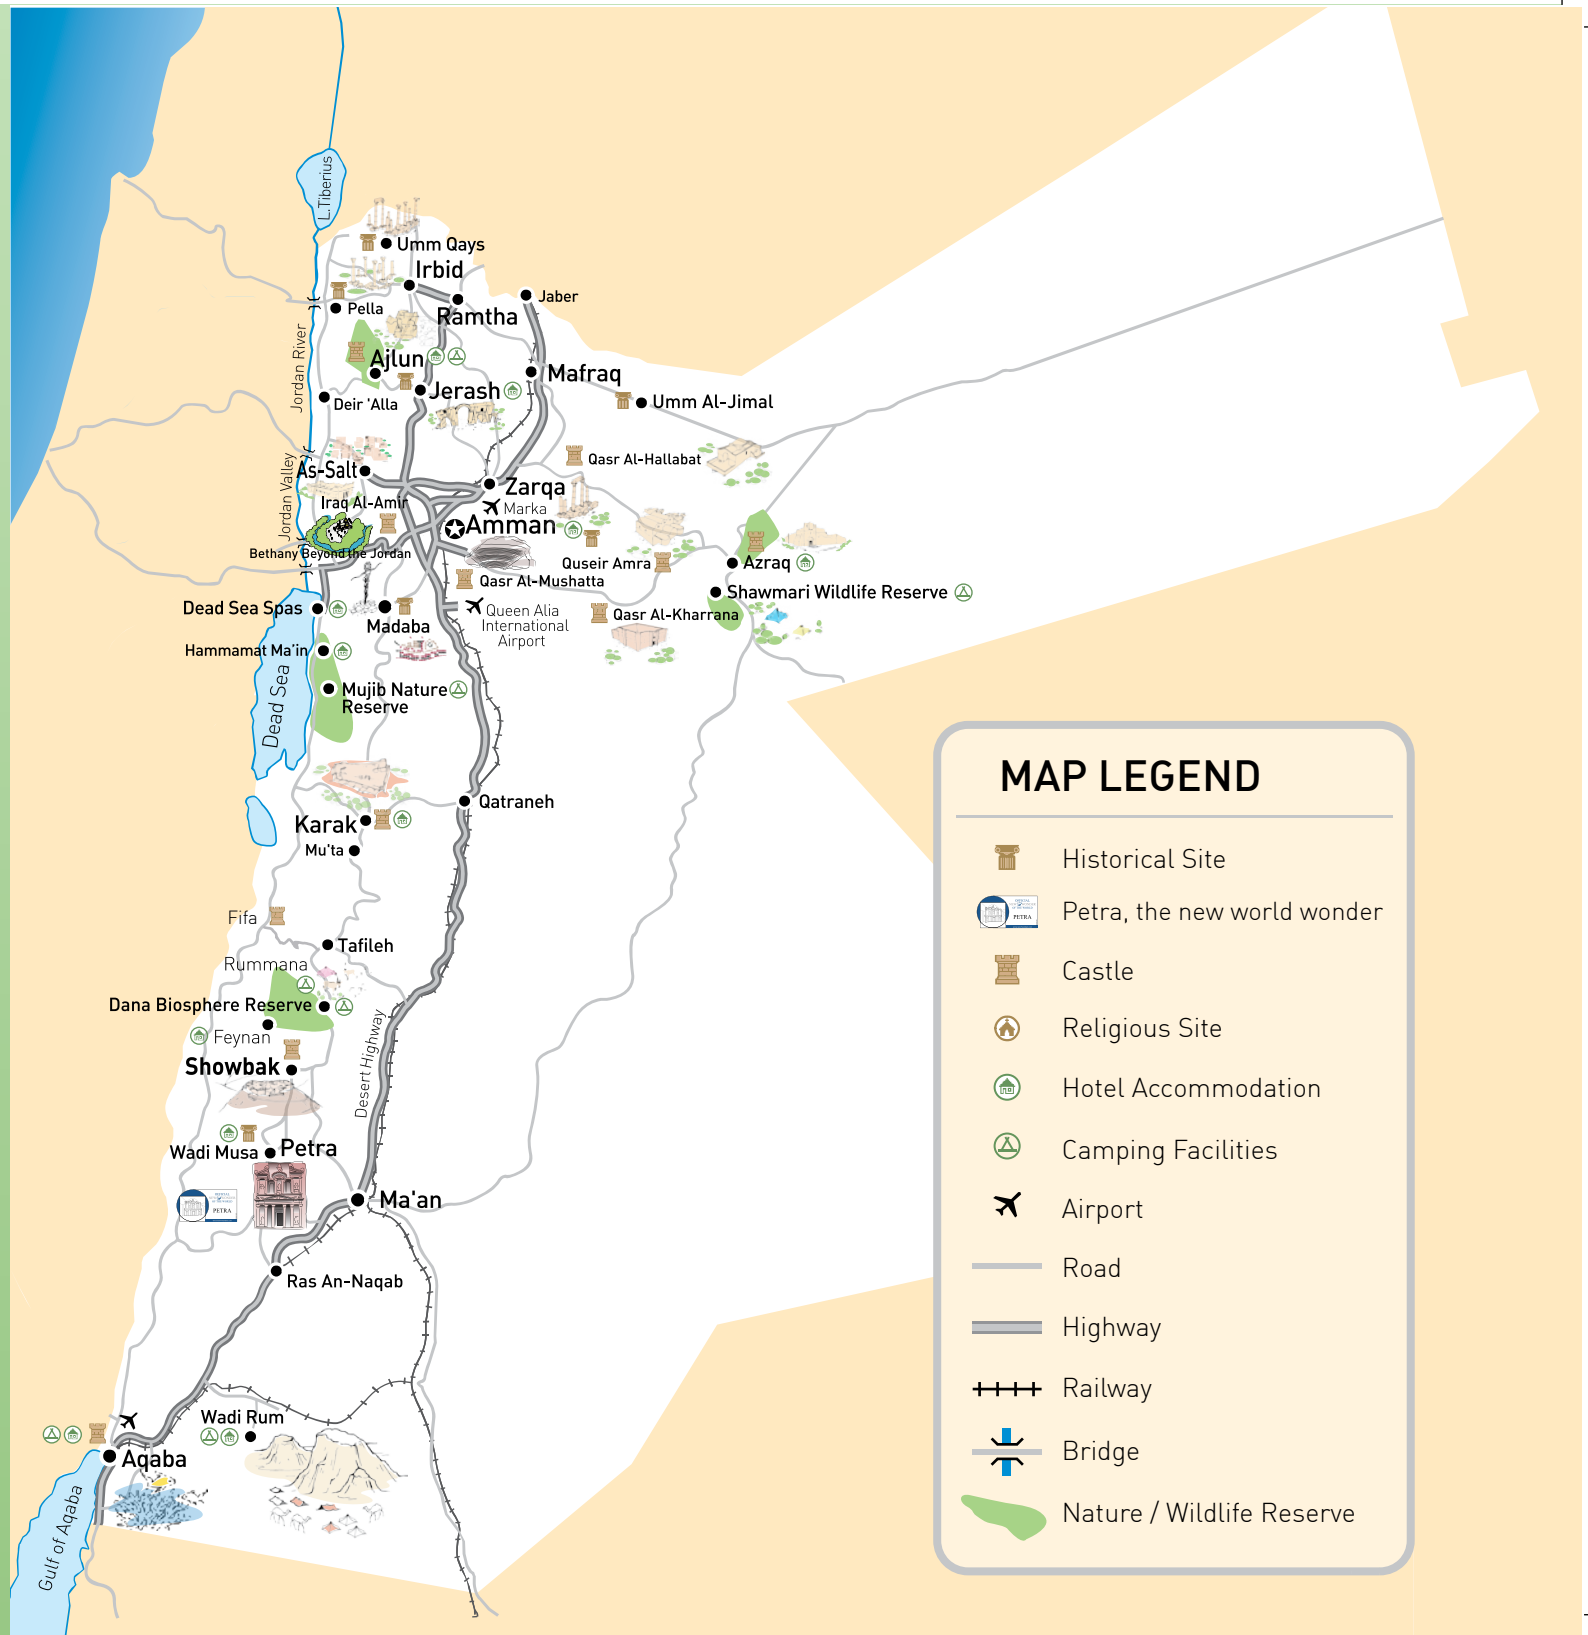 L.Tiberius
Umm Qays
Irbid
Jaber
Pella
Ramtha
Jordan River
Ajlun
Mafraq
Jerash
Deir 'Alla
Umm Al-Jimal
Jordan Valley
As-Salt
Qasr Al-Hallabat
Zarqa
Iraq Al-Amir
Marka
Amman
Bethany Beyond the Jordan
Quseir Amra
Azraq
Qasr Al-Mushatta
Shawmari Wildlife Reserve
Dead Sea Spas
Queen Alia
International
Airport
Qasr Al-Kharrana
Madaba
Hammamat Ma'in
Dead Sea
Mujib Nature
Reserve
Qatraneh
Karak
Mu'ta
Fifa
Tafileh
Rummana
Dana Biosphere Reserve
Feynan
Desert Highway
Showbak
Wadi Musa
Petra
PETRA
Ma'an
Ras An-Naqab
Wadi Rum
Aqaba
Gulf of Aqaba
MAP LEGEND
Historical Site
PETRA
Petra, the new world wonder
Castle
Religious Site
Hotel Accommodation
Camping Facilities
Airport
Road
Highway
Railway
Bridge
Nature / Wildlife Reserve